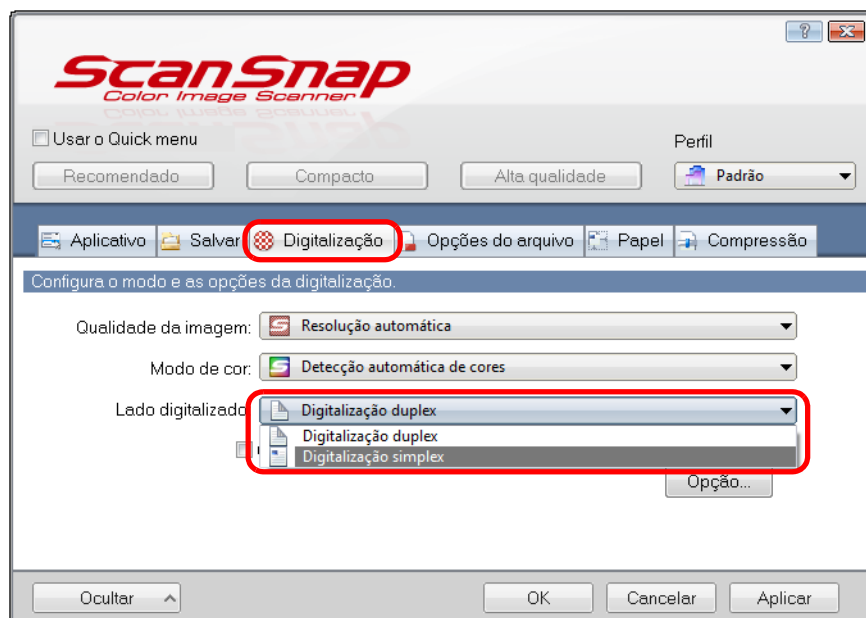 ScanSnap
Color Image Scanner
Usar o Quick menu
Perfil
Recomendado Compacto Alta qualidade Padrão
Aplicativo Salvar Digitalização Opções do arquivo Papel Compressão
Configura o modo e as opções da digitalização.
Qualidade da imagem: Resolução automática
Modo de cor: Detecção automática de cores
Lado digitalizado Digitalização duplex
Digitalização duplex
Digitalização simplex
Opção...
Ocultar OK Cancelar Aplicar